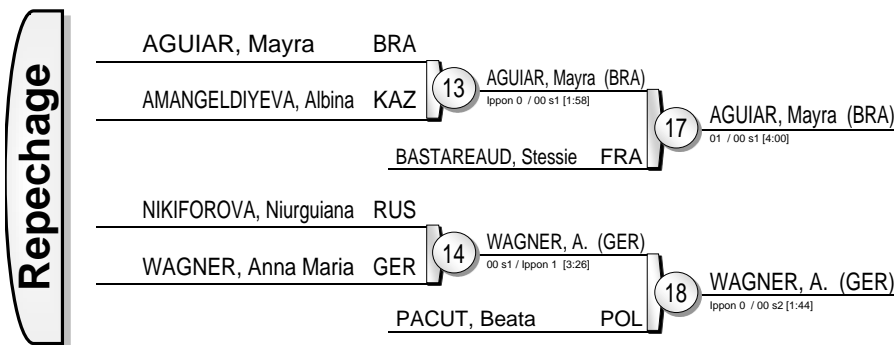 Repechage
AGUIAR, Mayra BRA
AMANGELDIYEVA, Albina KAZ
13
AGUIAR, Mayra (BRA)
Ippon 0 / 00 s1 [1:58]
BASTAREAUD, Stessie FRA
17
AGUIAR, Mayra (BRA)
01 / 00 s1 [4:00]
NIKIFOROVA, Niurguiana RUS
WAGNER, Anna Maria GER
14
WAGNER, A. (GER)
00 s1 / Ippon 1 [3:26]
PACUT, Beata POL
18
WAGNER, A. (GER)
Ippon 0 / 00 s2 [1:44]